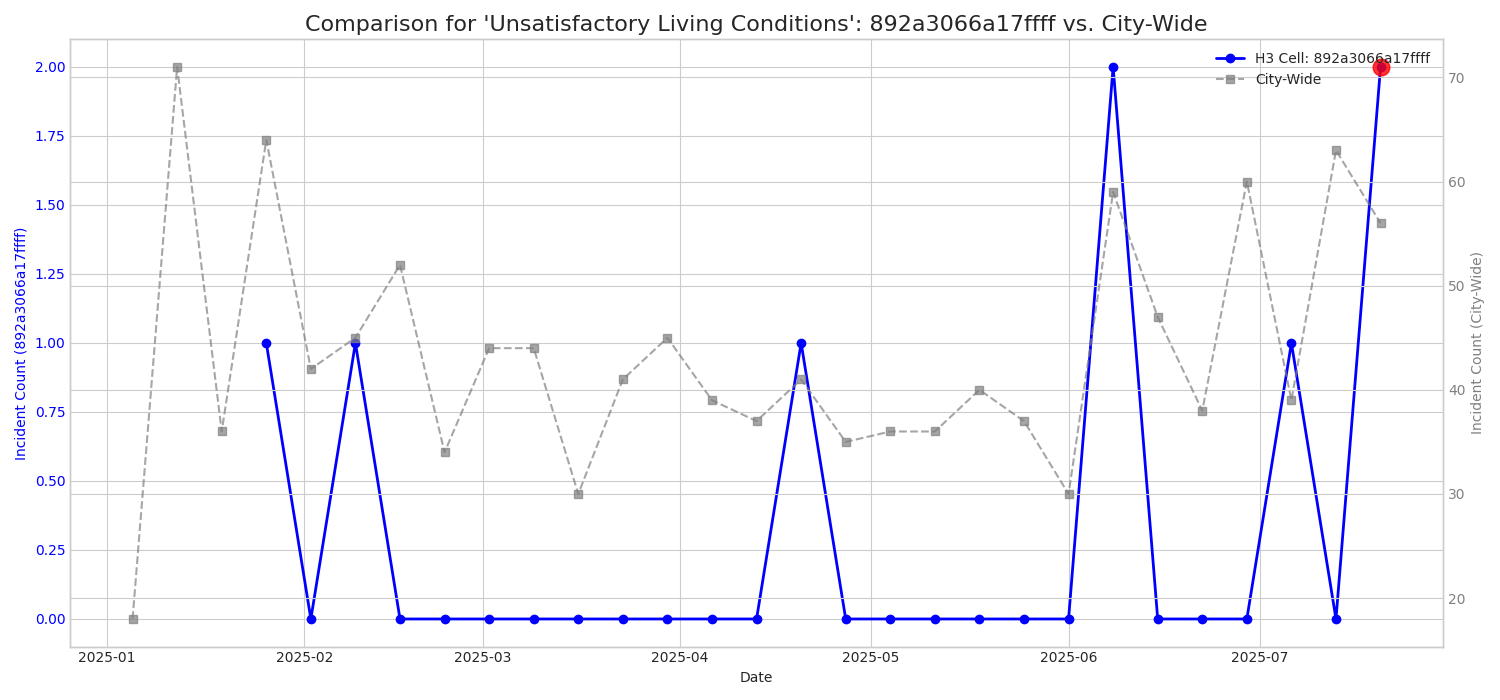 Comparison for 'Unsatisfactory Living Conditions': 892a3066a17ffff vs. City-Wide
H3 Cell: 892a3066a17ffff
City-Wide
Incident Count (892a3066a17ffff)
2.00
1.75
1.50
1.25
1.00
0.75
0.50
0.25
0.00
70
60
50
40
30
20
Incident Count (City-Wide)
2025-01 2025-02 2025-03 2025-04 2025-05 2025-06 2025-07
Date